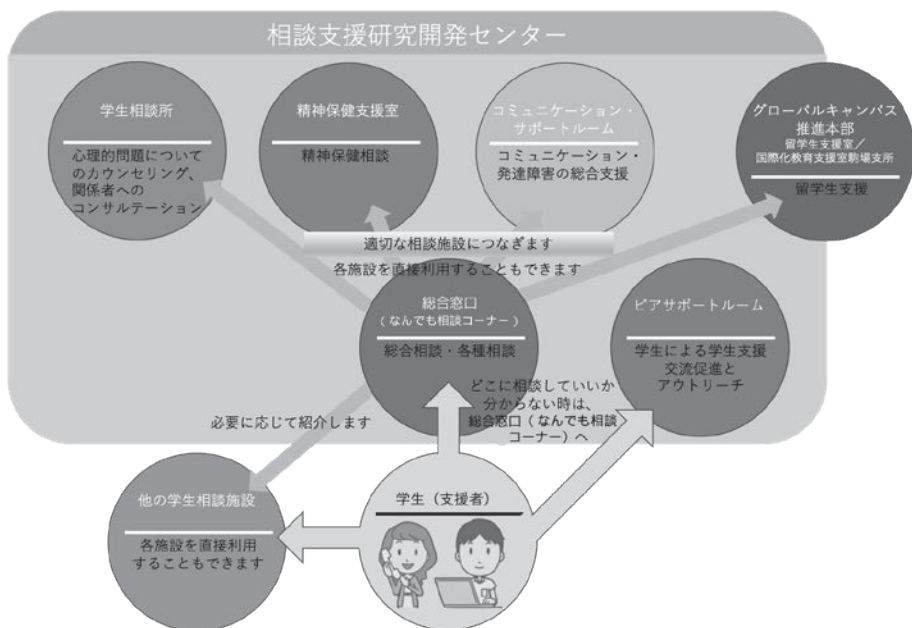 相談支援研究開発センター
学生相談所
心理的問題について
のカウンセリング、
関係者への
コンサルテーション
精神保健支援室
精神保健相談
コミュニケーション・
サポートルーム
コミュニケーション・
発達障害の総合支援
グローバルキャンパス
推進本部
留学生支援室／
国際化教育支援室駒場支所
留学生支援
適切な相談施設につなぎます
各施設を直接利用することもできます
総合窓口
(なんでも相談コーナー)
総合相談・各種相談
ピアサポートルーム
学生による学生支援
交流促進と
アウトリーチ
どこに相談していいか
分からない時は、
総合窓口(なんでも相談
コーナー)へ
必要に応じて紹介します
他の学生相談施設
各施設を直接利用
することもできます
学生（支援者）